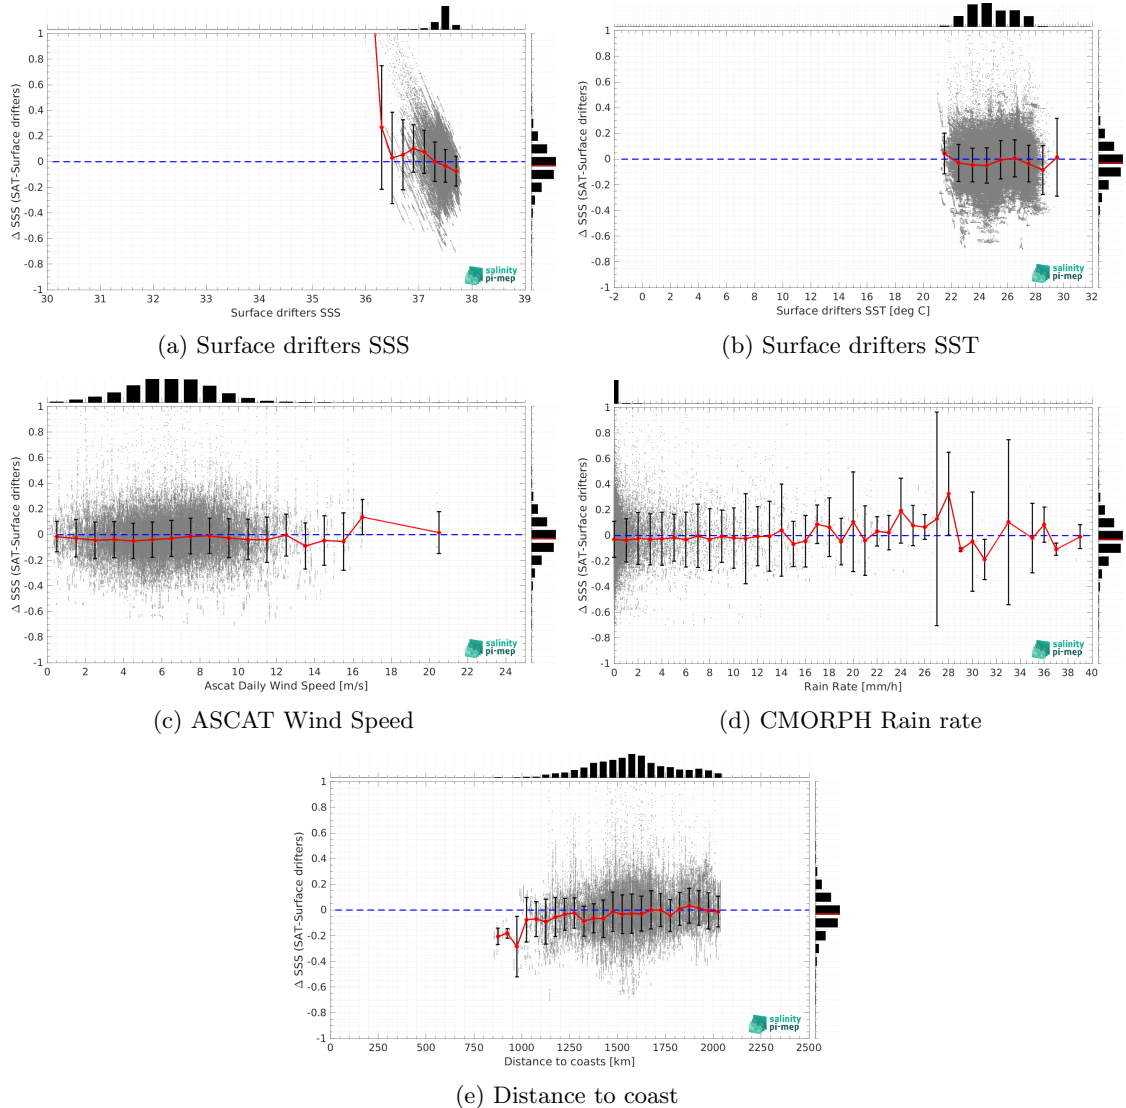 1
0.8
0.6
0.4
0.2
0
-0.2
-0.4
-0.6
-0.8
-1
Δ SSS (SAT-Surface drifters)
30 31 32 33 34 35 36 37 38 39
Surface drifters SSS
salinity
pi-mep
(a) Surface drifters SSS
1
0.8
0.6
0.4
0.2
0
-0.2
-0.4
-0.6
-0.8
-1
Δ SSS (SAT-Surface drifters)
-2 0 2 4 6 8 10 12 14 16 18 20 22 24 26 28 30 32
Surface drifters SST [deg C]
salinity
pi-mep
(b) Surface drifters SST
1
0.8
0.6
0.4
0.2
0
-0.2
-0.4
-0.6
-0.8
-1
Δ SSS (SAT-Surface drifters)
0 2 4 6 8 10 12 14 16 18 20 22 24
Ascat Daily Wind Speed [m/s]
salinity
pi-mep
(c) ASCAT Wind Speed
1
0.8
0.6
0.4
0.2
0
-0.2
-0.4
-0.6
-0.8
-1
Δ SSS (SAT-Surface drifters)
0 2 4 6 8 10 12 14 16 18 20 22 24 26 28 30 32 34 36 38 40
Rain Rate [mm/h]
salinity
pi-mep
(d) CMORPH Rain rate
1
0.8
0.6
0.4
0.2
0
-0.2
-0.4
-0.6
-0.8
-1
Δ SSS (SAT-Surface drifters)
0 250 500 750 1000 1250 1500 1750 2000 2250 2500
Distance to coasts [km]
salinity
pi-mep
(e) Distance to coast